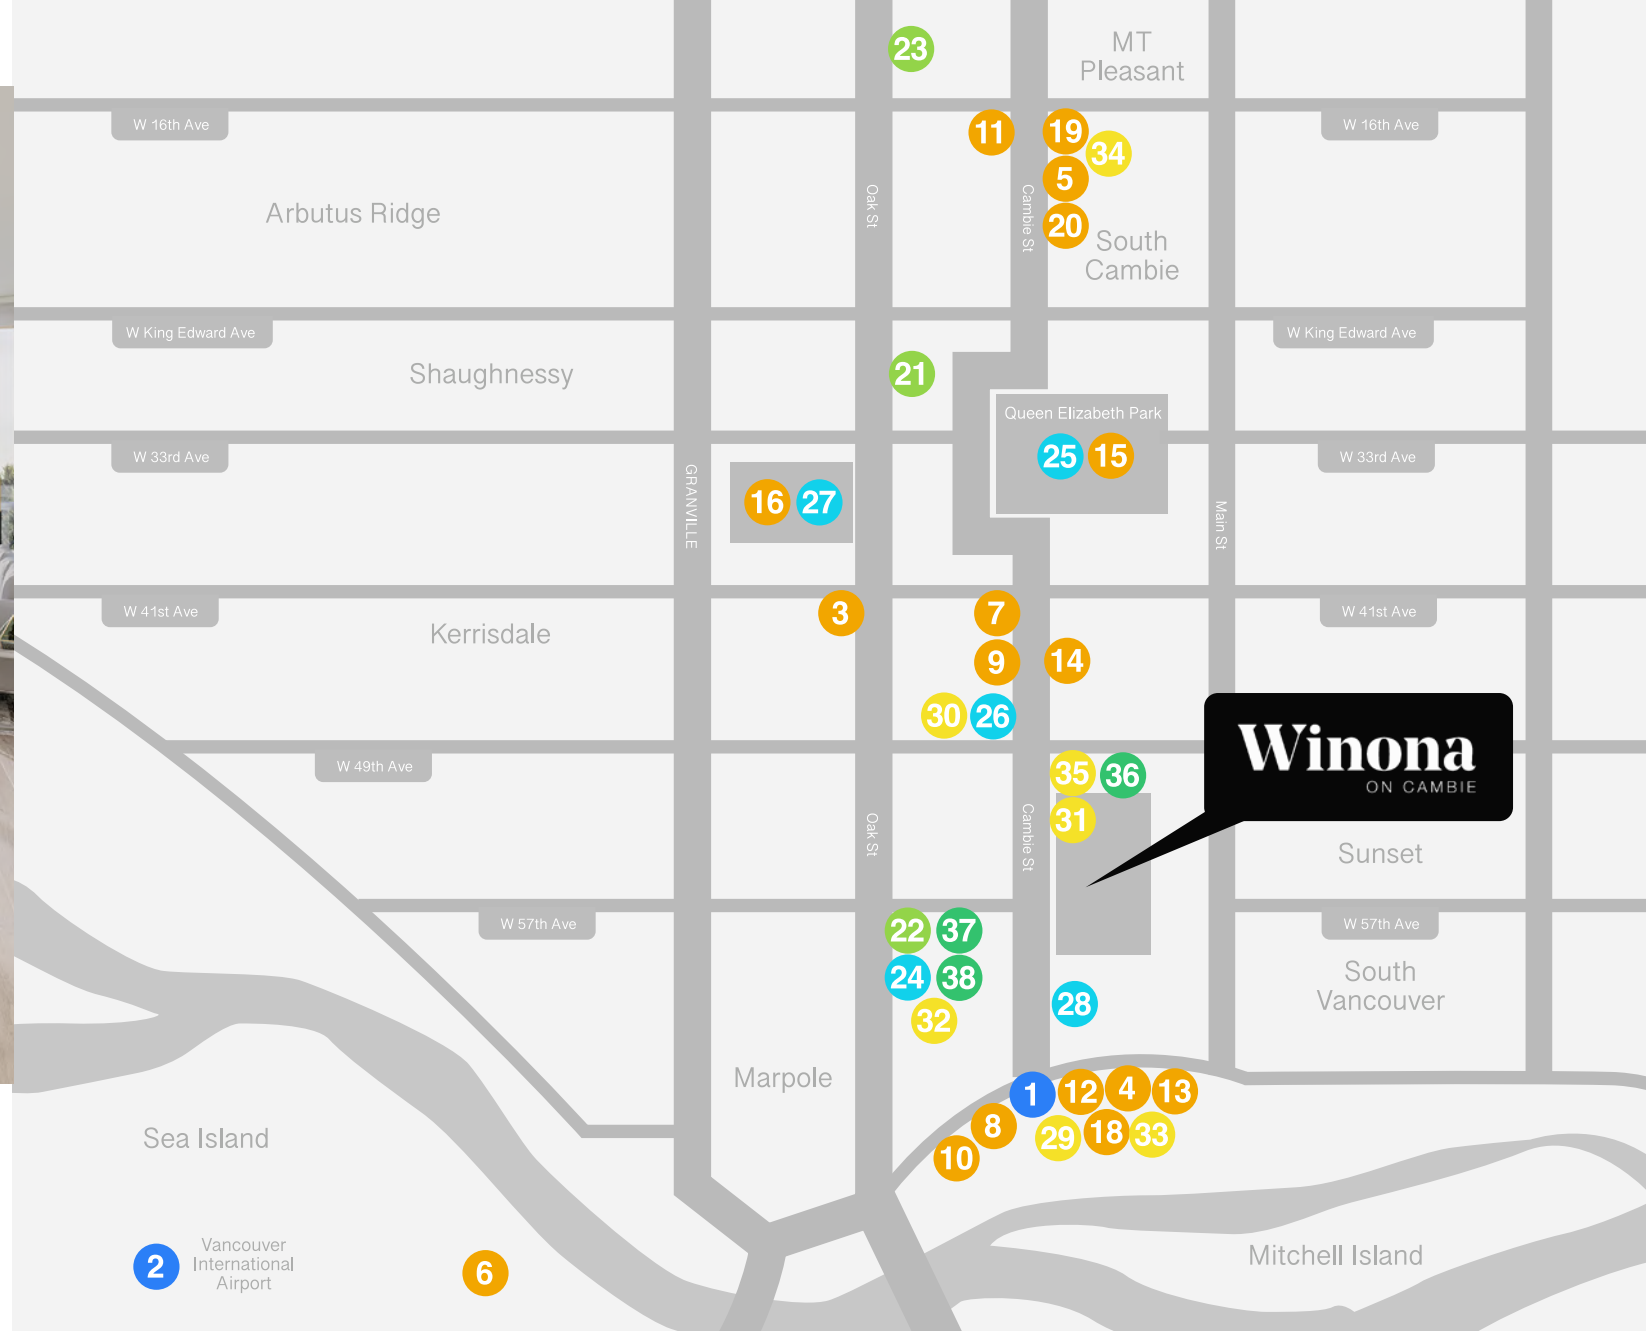 23
MT
Pleasant
W 16th Ave
W 16th Ave
11
19
34
5
20
Arbutus Ridge
Oak St
Cambie St
South
Cambie
W King Edward Ave
W King Edward Ave
Shaughnessy
21
Queen Elizabeth Park
25
15
W 33rd Ave
W 33rd Ave
GRANVILLE
16
27
Main St
W 41st Ave
W 41st Ave
3
7
Kerrisdale
9
14
30
26
Winona
ON CAMBIE
W 49th Ave
35
36
31
Oak St
Cambie St
Sunset
W 57th Ave
W 57th Ave
22
37
24
38
32
28
South
Vancouver
Marpole
1
12
4
13
8
29
18
33
10
Sea Island
2
Vancouver
International
Airport
6
Mitchell Island